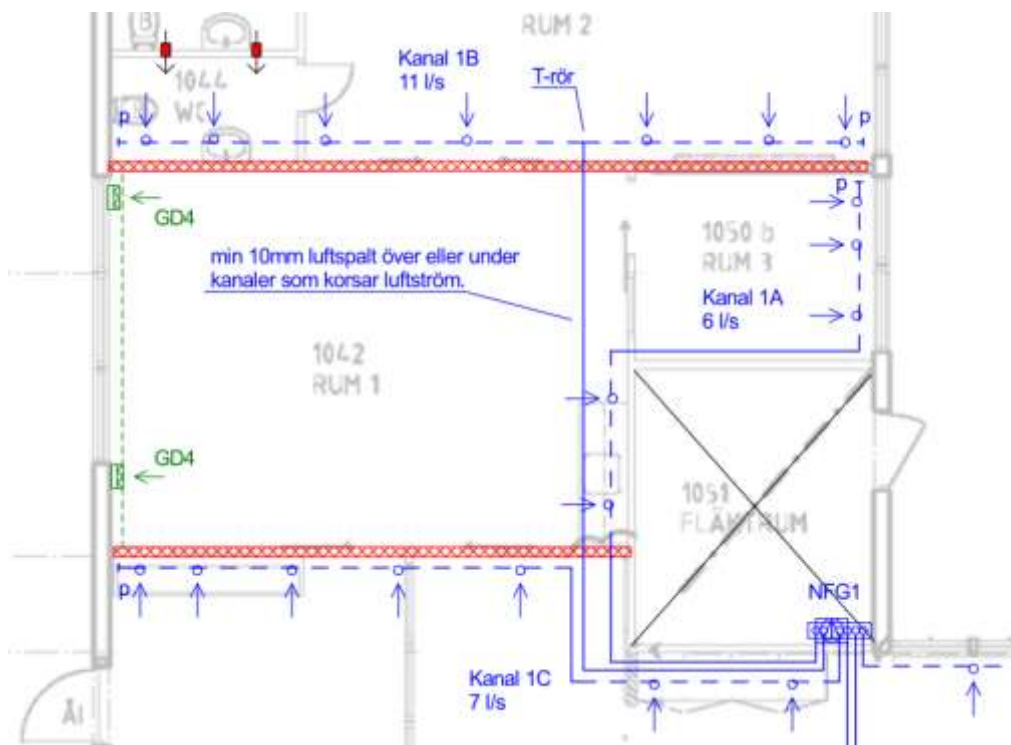 B
RUM 2
Kanal 1B
11 l/s
T-rör
1044
WC
p
p
GD4
p
min 10mm luftspalt över eller under
kanaler som korsar luftström.
1050 b
RUM 3
Kanal 1A
6 l/s
1042
RUM 1
GD4
1051
FLÄKTRUM
p
NFG1
Kanal 1C
7 l/s